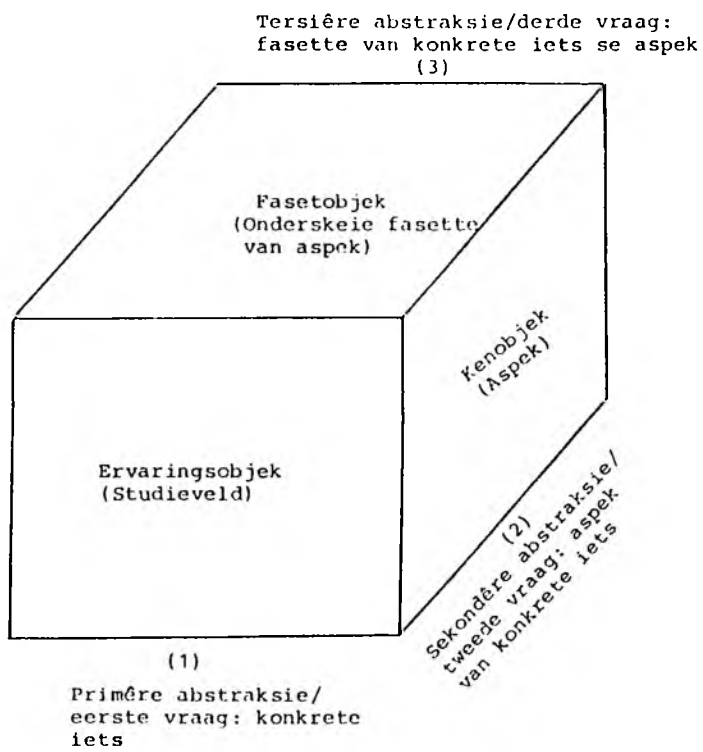 Tersiêre abstraksie/derde vraag:
fasette van konkrete iets se aspek
(3)
Fasetobjek
(Onderskeie fasette
van aspek)
Kenobjek
(Aspek)
Ervaringsobjek
(Studieveld)
(2)
Sekondêre abstraksie/
tweede vraag: aspek
van konkrete iets
(1)
Primêre abstraksie/
eerste vraag: konkrete
iets